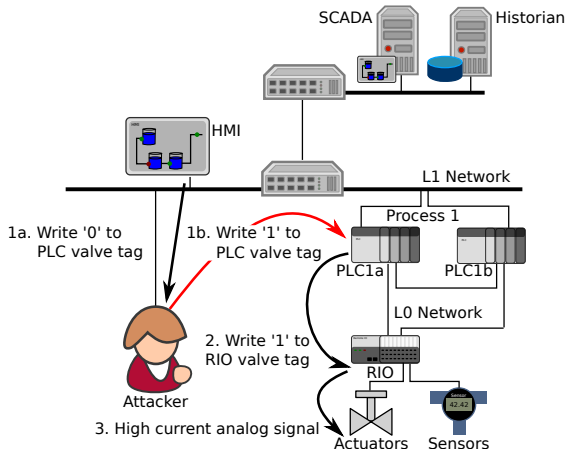 SCADA
Historian
HMI
L1 Network
1a. Write '0' to
PLC valve tag
1b. Write '1' to
PLC valve tag
Process 1
PLC1a
PLC1b
L0 Network
2. Write '1' to
RIO valve tag
RIO
Attacker
Sensor
42.42
3. High current analog signal
Actuators
Sensors